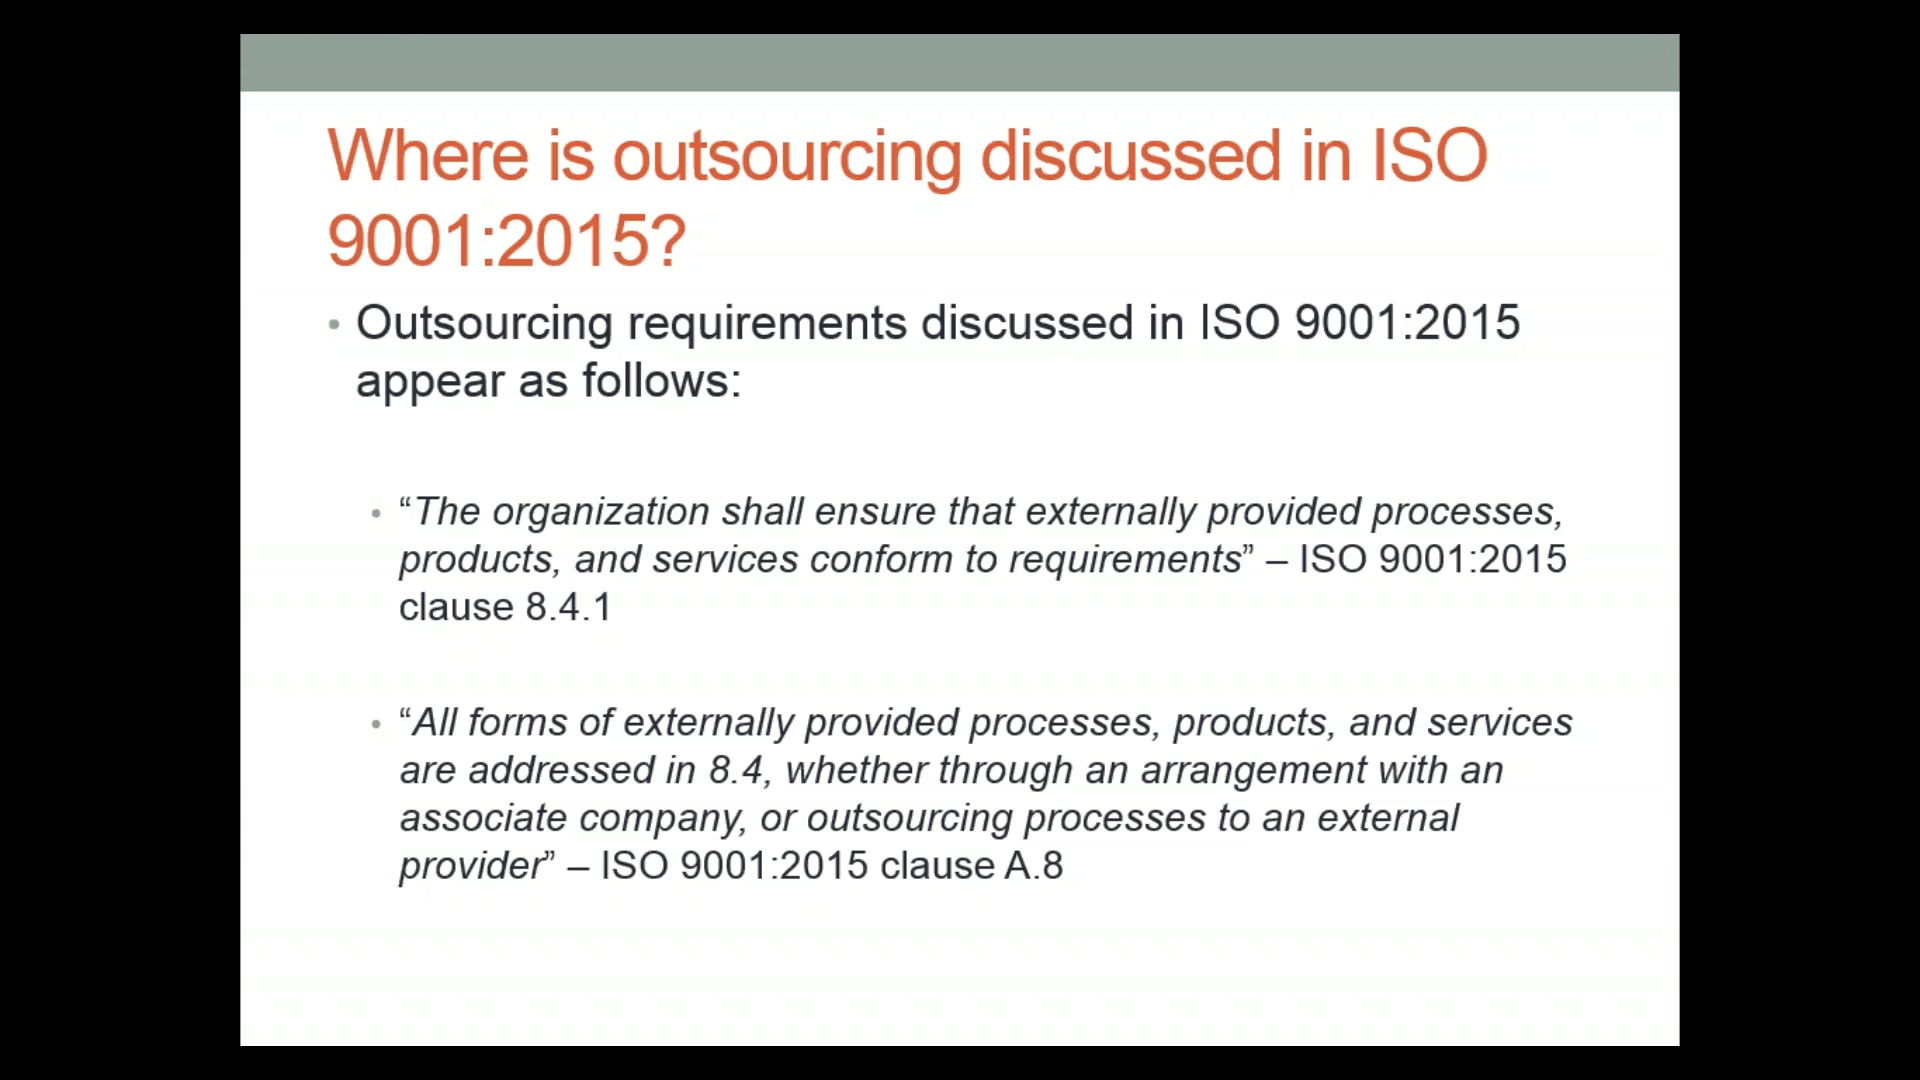 Where is outsourcing discussed in ISO
9001:2015?
• Outsourcing requirements discussed in ISO 9001:2015
appear as follows:
• “The organization shall ensure that externally provided processes,
products, and services conform to requirements” – ISO 9001:2015
clause 8.4.1
• “All forms of externally provided processes, products, and services
are addressed in 8.4, whether through an arrangement with an
associate company, or outsourcing processes to an external
provider” – ISO 9001:2015 clause A.8